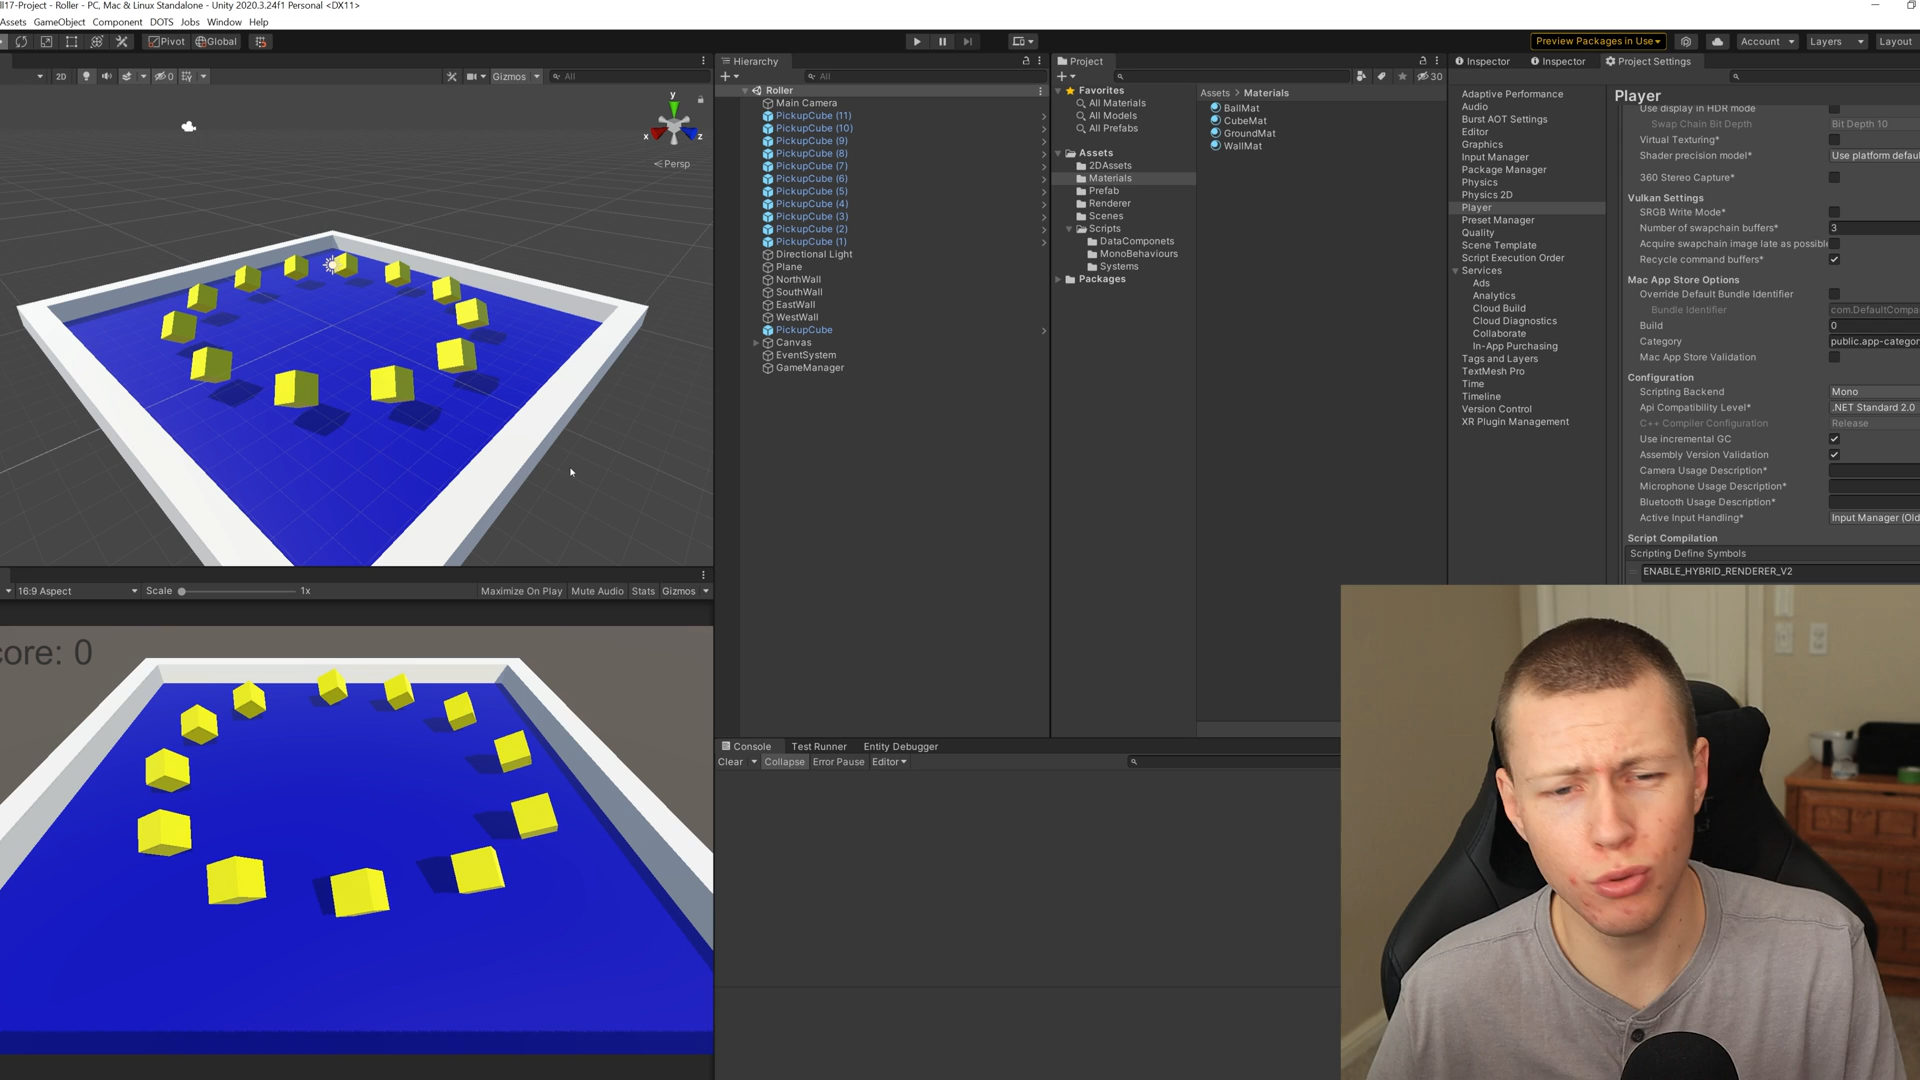 ll17-Project - Roller - PC, Mac & Linux Standalone - Unity 2020.3.24f1 Personal <DX11>
Assets GameObject Component DOTS Jobs Window Help
Pivot Global
Preview Packages in Use
Account
Layers
Layout
2D
0
Gizmos
All
y
x
z
Persp
Hierarchy
All
Roller
Main Camera
PickupCube (11)
PickupCube (10)
PickupCube (9)
PickupCube (8)
PickupCube (7)
PickupCube (6)
PickupCube (5)
PickupCube (4)
PickupCube (3)
PickupCube (2)
PickupCube (1)
Directional Light
Plane
NorthWall
SouthWall
EastWall
WestWall
PickupCube
Canvas
EventSystem
GameManager
Project
30
Favorites
All Materials
All Models
All Prefabs
Assets
2DAssets
Materials
Prefab
Renderer
Scenes
Scripts
DataComponets
MonoBehaviours
Systems
Packages
Assets > Materials
BallMat
CubeMat
GroundMat
WallMat
Inspector
Inspector
Project Settings
Adaptive Performance
Audio
Burst AOT Settings
Editor
Graphics
Input Manager
Package Manager
Physics
Physics 2D
Player
Preset Manager
Quality
Scene Template
Script Execution Order
Services
Ads
Analytics
Cloud Build
Cloud Diagnostics
Collaborate
In-App Purchasing
Tags and Layers
TextMesh Pro
Time
Timeline
Version Control
XR Plugin Management
Player
Use display in HDR mode
Swap Chain Bit Depth Bit Depth 10
Virtual Texturing*
Shader precision model* Use platform defau
360 Stereo Capture*
Vulkan Settings
SRGB Write Mode*
Number of swapchain buffers* 3
Acquire swapchain image late as possible
Recycle command buffers*
Mac App Store Options
Override Default Bundle Identifier
Bundle Identifier com.DefaultCompa
Build 0
Category public.app-categor
Mac App Store Validation
Configuration
Scripting Backend Mono
Api Compatibility Level* .NET Standard 2.0
C++ Compiler Configuration Release
Use incremental GC
Assembly Version Validation
Camera Usage Description*
Microphone Usage Description*
Bluetooth Usage Description*
Active Input Handling* Input Manager (Old
Script Compilation
Scripting Define Symbols
ENABLE_HYBRID_RENDERER_V2
16:9 Aspect
Scale
1x
Maximize On Play
Mute Audio
Stats
Gizmos
core: 0
Console
Test Runner
Entity Debugger
Clear
Collapse
Error Pause
Editor